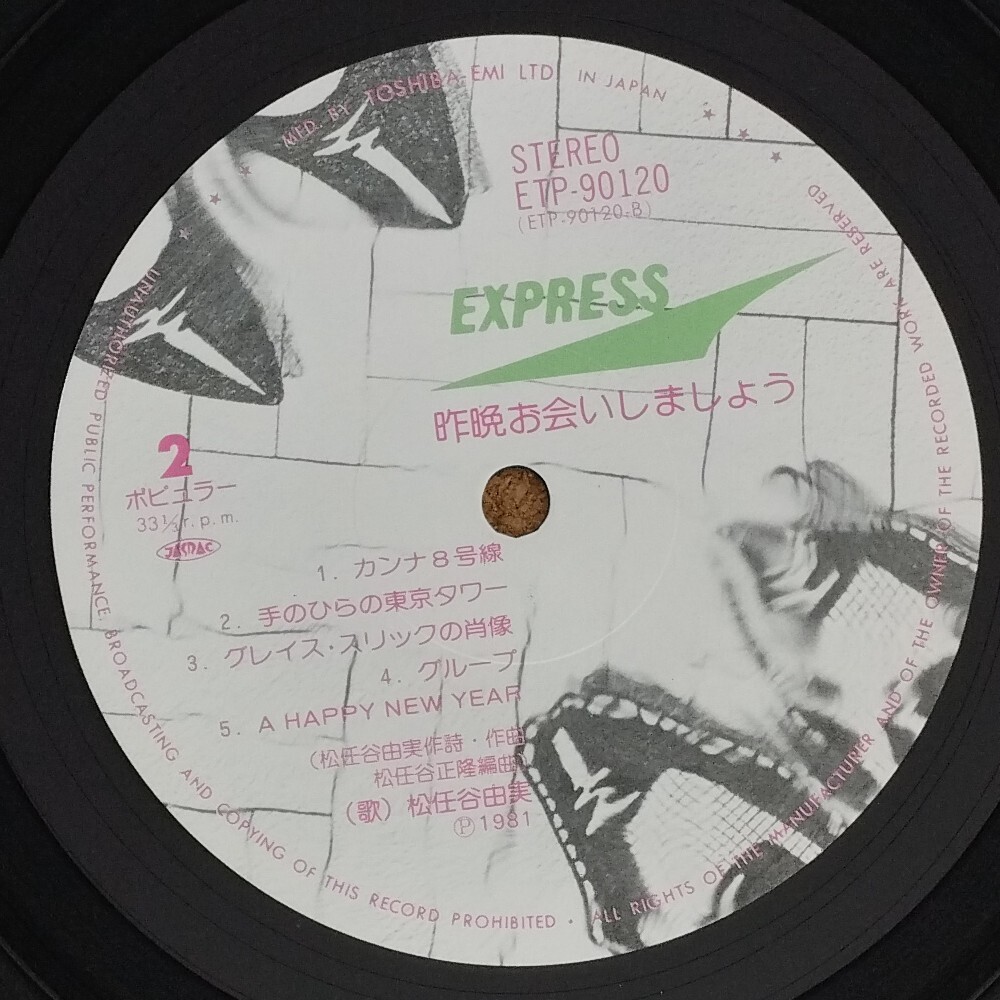 MFD. BY TOSHIBA-EMI LTD IN JAPAN
STEREO
ETP-90120
(ETP-90120-B)
EXPRESS
昨晩お会いしましょう
2
ポピュラー
33⅓ r.p.m.
JASRAC
1. カンナ8号線
2. 手のひらの東京タワー
3. グレイス・スリックの肖像
4. グループ
5. A HAPPY NEW YEAR
(松任谷由実作詩・作曲
松任谷正隆編曲)
(歌) 松任谷由実
Ⓟ1981
UNAUTHORIZED PUBLIC PERFORMANCE, BROADCASTING AND COPYING OF THIS RECORD PROHIBITED · ALL RIGHTS OF THE MANUFACTURER AND OF THE OWNER OF THE RECORDED WORK ARE RESERVED